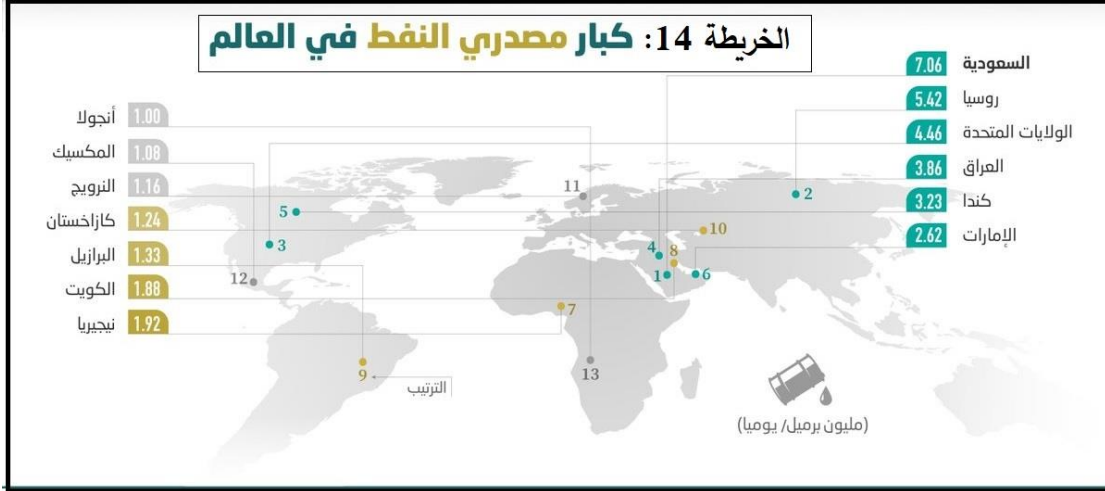 الخريطة 14: كبار مصدري النفط في العالم
السعودية 7.06
روسيا 5.42
الولايات المتحدة 4.46
العراق 3.86
كندا 3.23
الإمارات 2.62
أنجولا 1.00
المكسيك 1.08
النرويج 1.16
كازاخستان 1.24
البرازيل 1.33
الكويت 1.88
نيجيريا 1.92
11
2
5
10
3
4
8
12
1
6
7
13
9
الترتيب
(مليون برميل/ يوميا)